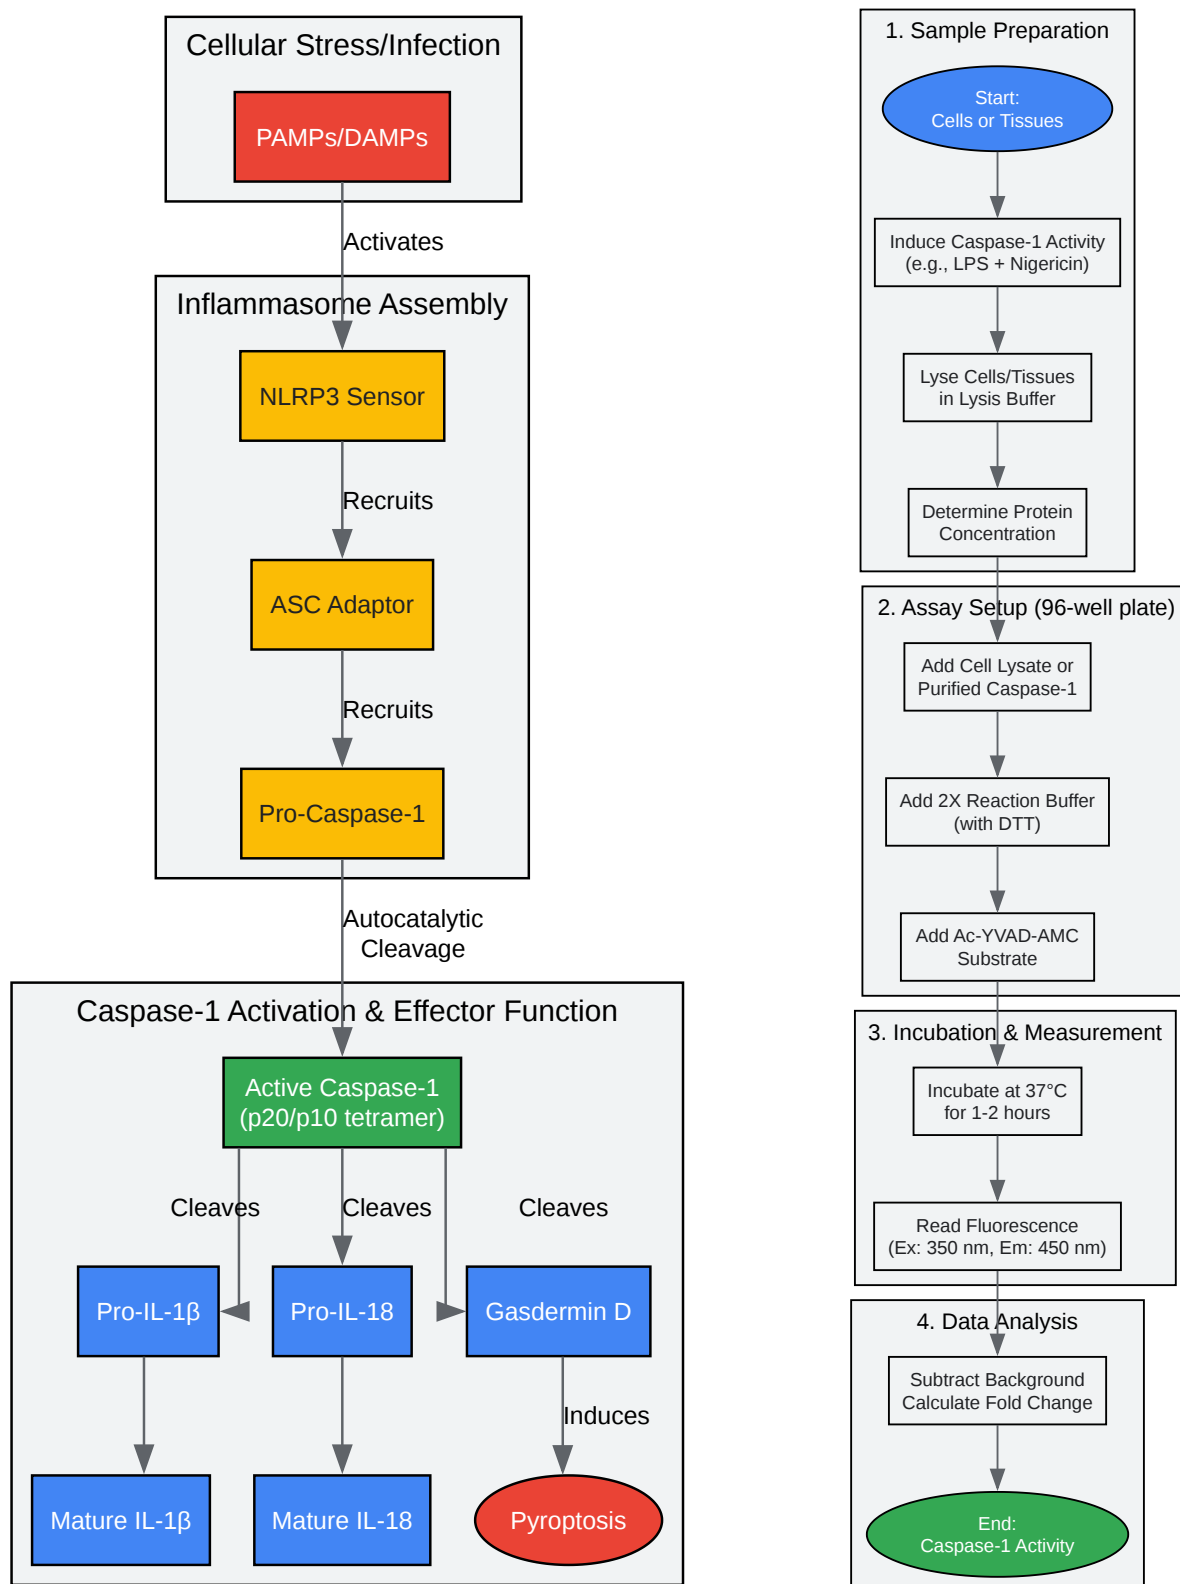 Cellular Stress/Infection
PAMPs/DAMPs
Activates
Inflammasome Assembly
NLRP3 Sensor
Recruits
ASC Adaptor
Recruits
Pro-Caspase-1
Autocatalytic
Cleavage
Caspase-1 Activation & Effector Function
Active Caspase-1
(p20/p10 tetramer)
Cleaves
Cleaves
Cleaves
Pro-IL-1β
Pro-IL-18
Gasdermin D
Induces
Mature IL-1β
Mature IL-18
Pyroptosis
1. Sample Preparation
Start:
Cells or Tissues
Induce Caspase-1 Activity
(e.g., LPS + Nigericin)
Lyse Cells/Tissues
in Lysis Buffer
Determine Protein
Concentration
2. Assay Setup (96-well plate)
Add Cell Lysate or
Purified Caspase-1
Add 2X Reaction Buffer
(with DTT)
Add Ac-YVAD-AMC
Substrate
3. Incubation & Measurement
Incubate at 37°C
for 1-2 hours
Read Fluorescence
(Ex: 350 nm, Em: 450 nm)
4. Data Analysis
Subtract Background
Calculate Fold Change
End:
Caspase-1 Activity